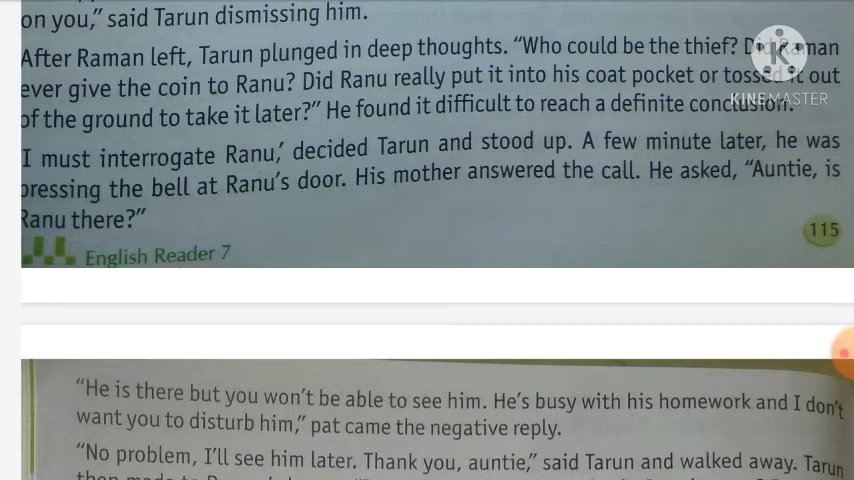 on you,” said Tarun dismissing him.
After Raman left, Tarun plunged in deep thoughts. “Who could be the thief? Did Raman
ever give the coin to Ranu? Did Ranu really put it into his coat pocket or tossed it out
of the ground to take it later?” He found it difficult to reach a definite conclusion.
I must interrogate Ranu,’ decided Tarun and stood up. A few minute later, he was
pressing the bell at Ranu’s door. His mother answered the call. He asked, “Auntie, is
Ranu there?”
115
English Reader 7
KINEMASTER
“He is there but you won’t be able to see him. He’s busy with his homework and I don’t
want you to disturb him,” pat came the negative reply.
“No problem, I’ll see him later. Thank you, auntie,” said Tarun and walked away. Tarun